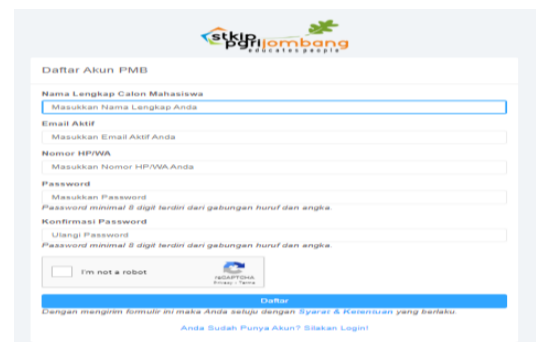 stkip
pgrijombang
educates people
Daftar Akun PMB
Nama Lengkap Calon Mahasiswa
Masukkan Nama Lengkap Anda
Email Aktif
Masukkan Email Aktif Anda
Nomor HP/WA
Masukkan Nomor HP/WA Anda
Password
Masukkan Password
Password minimal 8 digit terdiri dari gabungan huruf dan angka.
Konfirmasi Password
Ulangi Password
Password minimal 8 digit terdiri dari gabungan huruf dan angka.
I'm not a robot
reCAPTCHA
Privacy - Terms
Daftar
Dengan mengirim formulir ini maka Anda setuju dengan Syarat & Ketentuan yang berlaku.
Anda Sudah Punya Akun? Silakan Login!